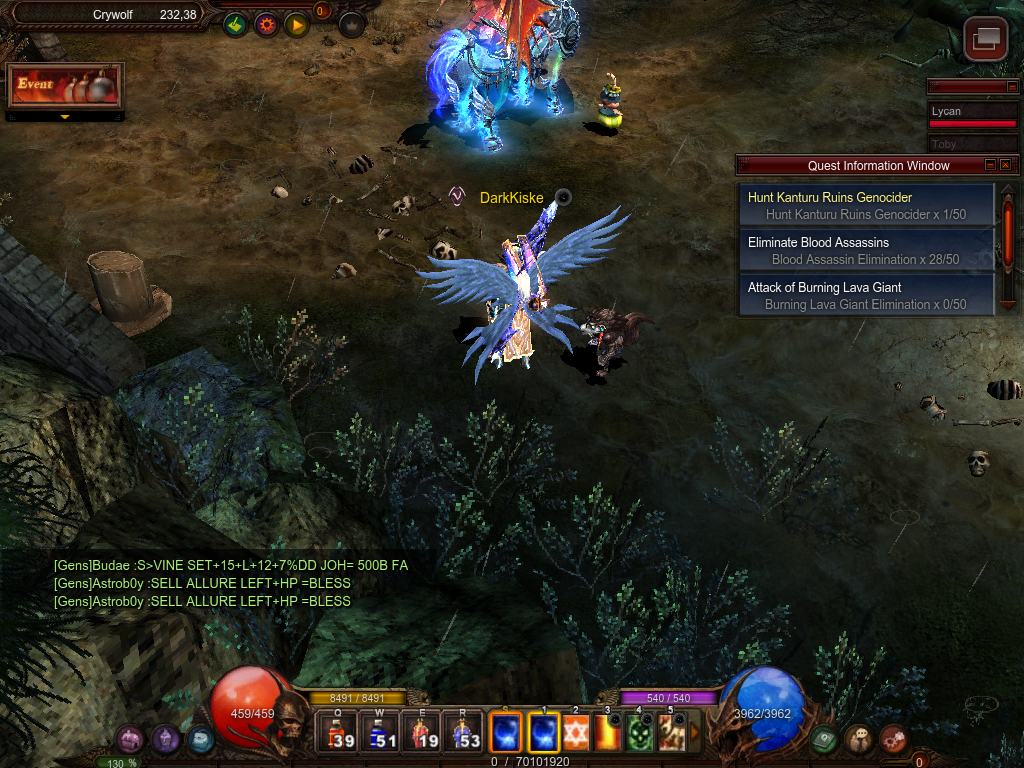 Crywolf 232,38
0
Event
Lycan
Toby
Quest Information Window
Hunt Kanturu Ruins Genocider
Hunt Kanturu Ruins Genocider x 1/50
Eliminate Blood Assassins
Blood Assassin Elimination x 28/50
Attack of Burning Lava Giant
Burning Lava Giant Elimination x 0/50
DarkKiske
[Gens]Budae :S>VINE SET+15+L+12+7%DD JOH= 500B FA
[Gens]Astrob0y :SELL ALLURE LEFT+HP =BLESS
[Gens]Astrob0y :SELL ALLURE LEFT+HP =BLESS
8491 / 8491
540 / 540
459/459
3962/3962
Q W E R S 1 2 3 4 5
39 51 19 53
130 %
0 / 70101920
0